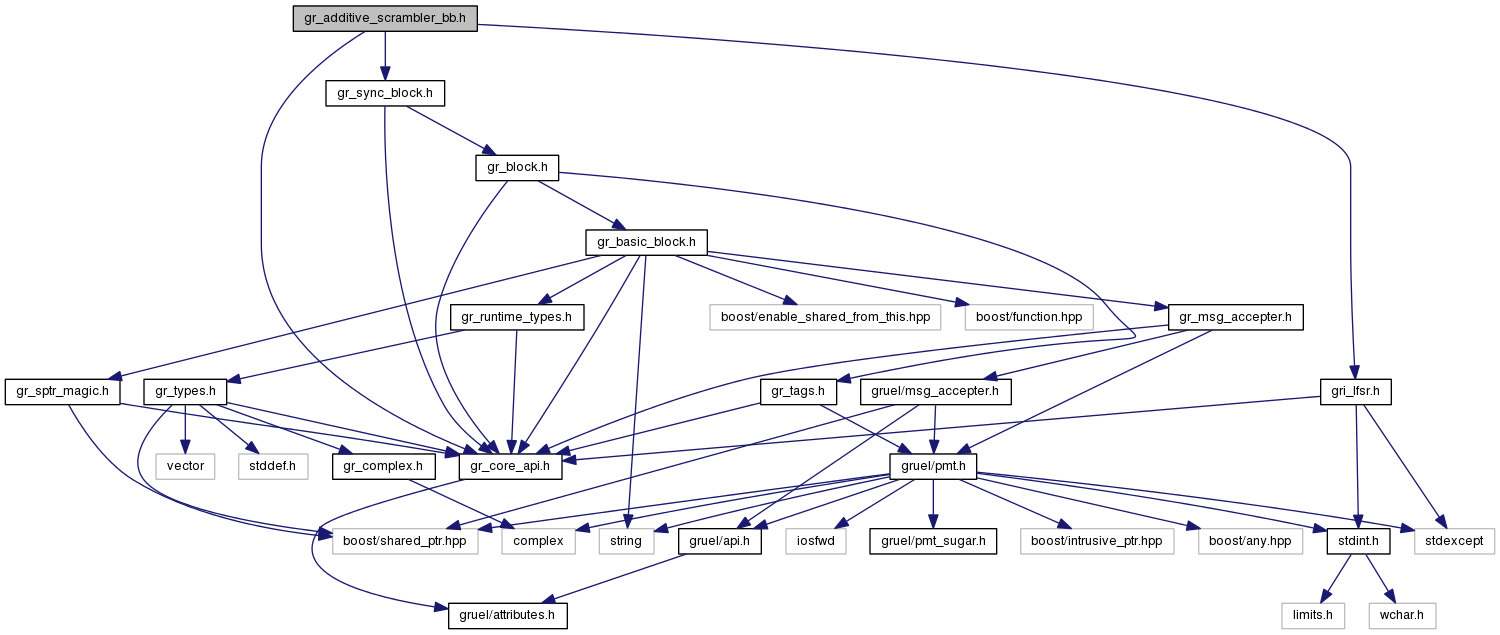 gr_additive_scrambler_bb.h
gr_sync_block.h
gr_block.h
gr_basic_block.h
gr_runtime_types.h
boost/enable_shared_from_this.hpp
boost/function.hpp
gr_msg_accepter.h
gr_sptr_magic.h
gr_types.h
gr_tags.h
gruel/msg_accepter.h
gri_lfsr.h
vector
stddef.h
gr_complex.h
gr_core_api.h
gruel/pmt.h
boost/shared_ptr.hpp
complex
string
gruel/api.h
iosfwd
gruel/pmt_sugar.h
boost/intrusive_ptr.hpp
boost/any.hpp
stdint.h
stdexcept
gruel/attributes.h
limits.h
wchar.h